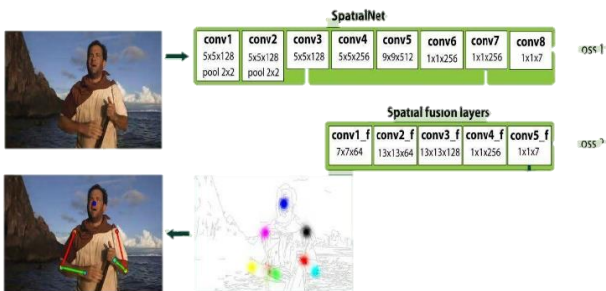 SpatialNet
conv1 conv2 conv3 conv4 conv5 conv6 conv7 conv8
5x5x128 5x5x128 5x5x128 5x5x256 9x9x512 1x1x256 1x1x256 1x1x7
pool 2x2 pool 2x2
Spatial fusion layers
conv1_f conv2_f conv3_f conv4_f conv5_f
7x7x64 13x13x64 13x13x128 1x1x256 1x1x7